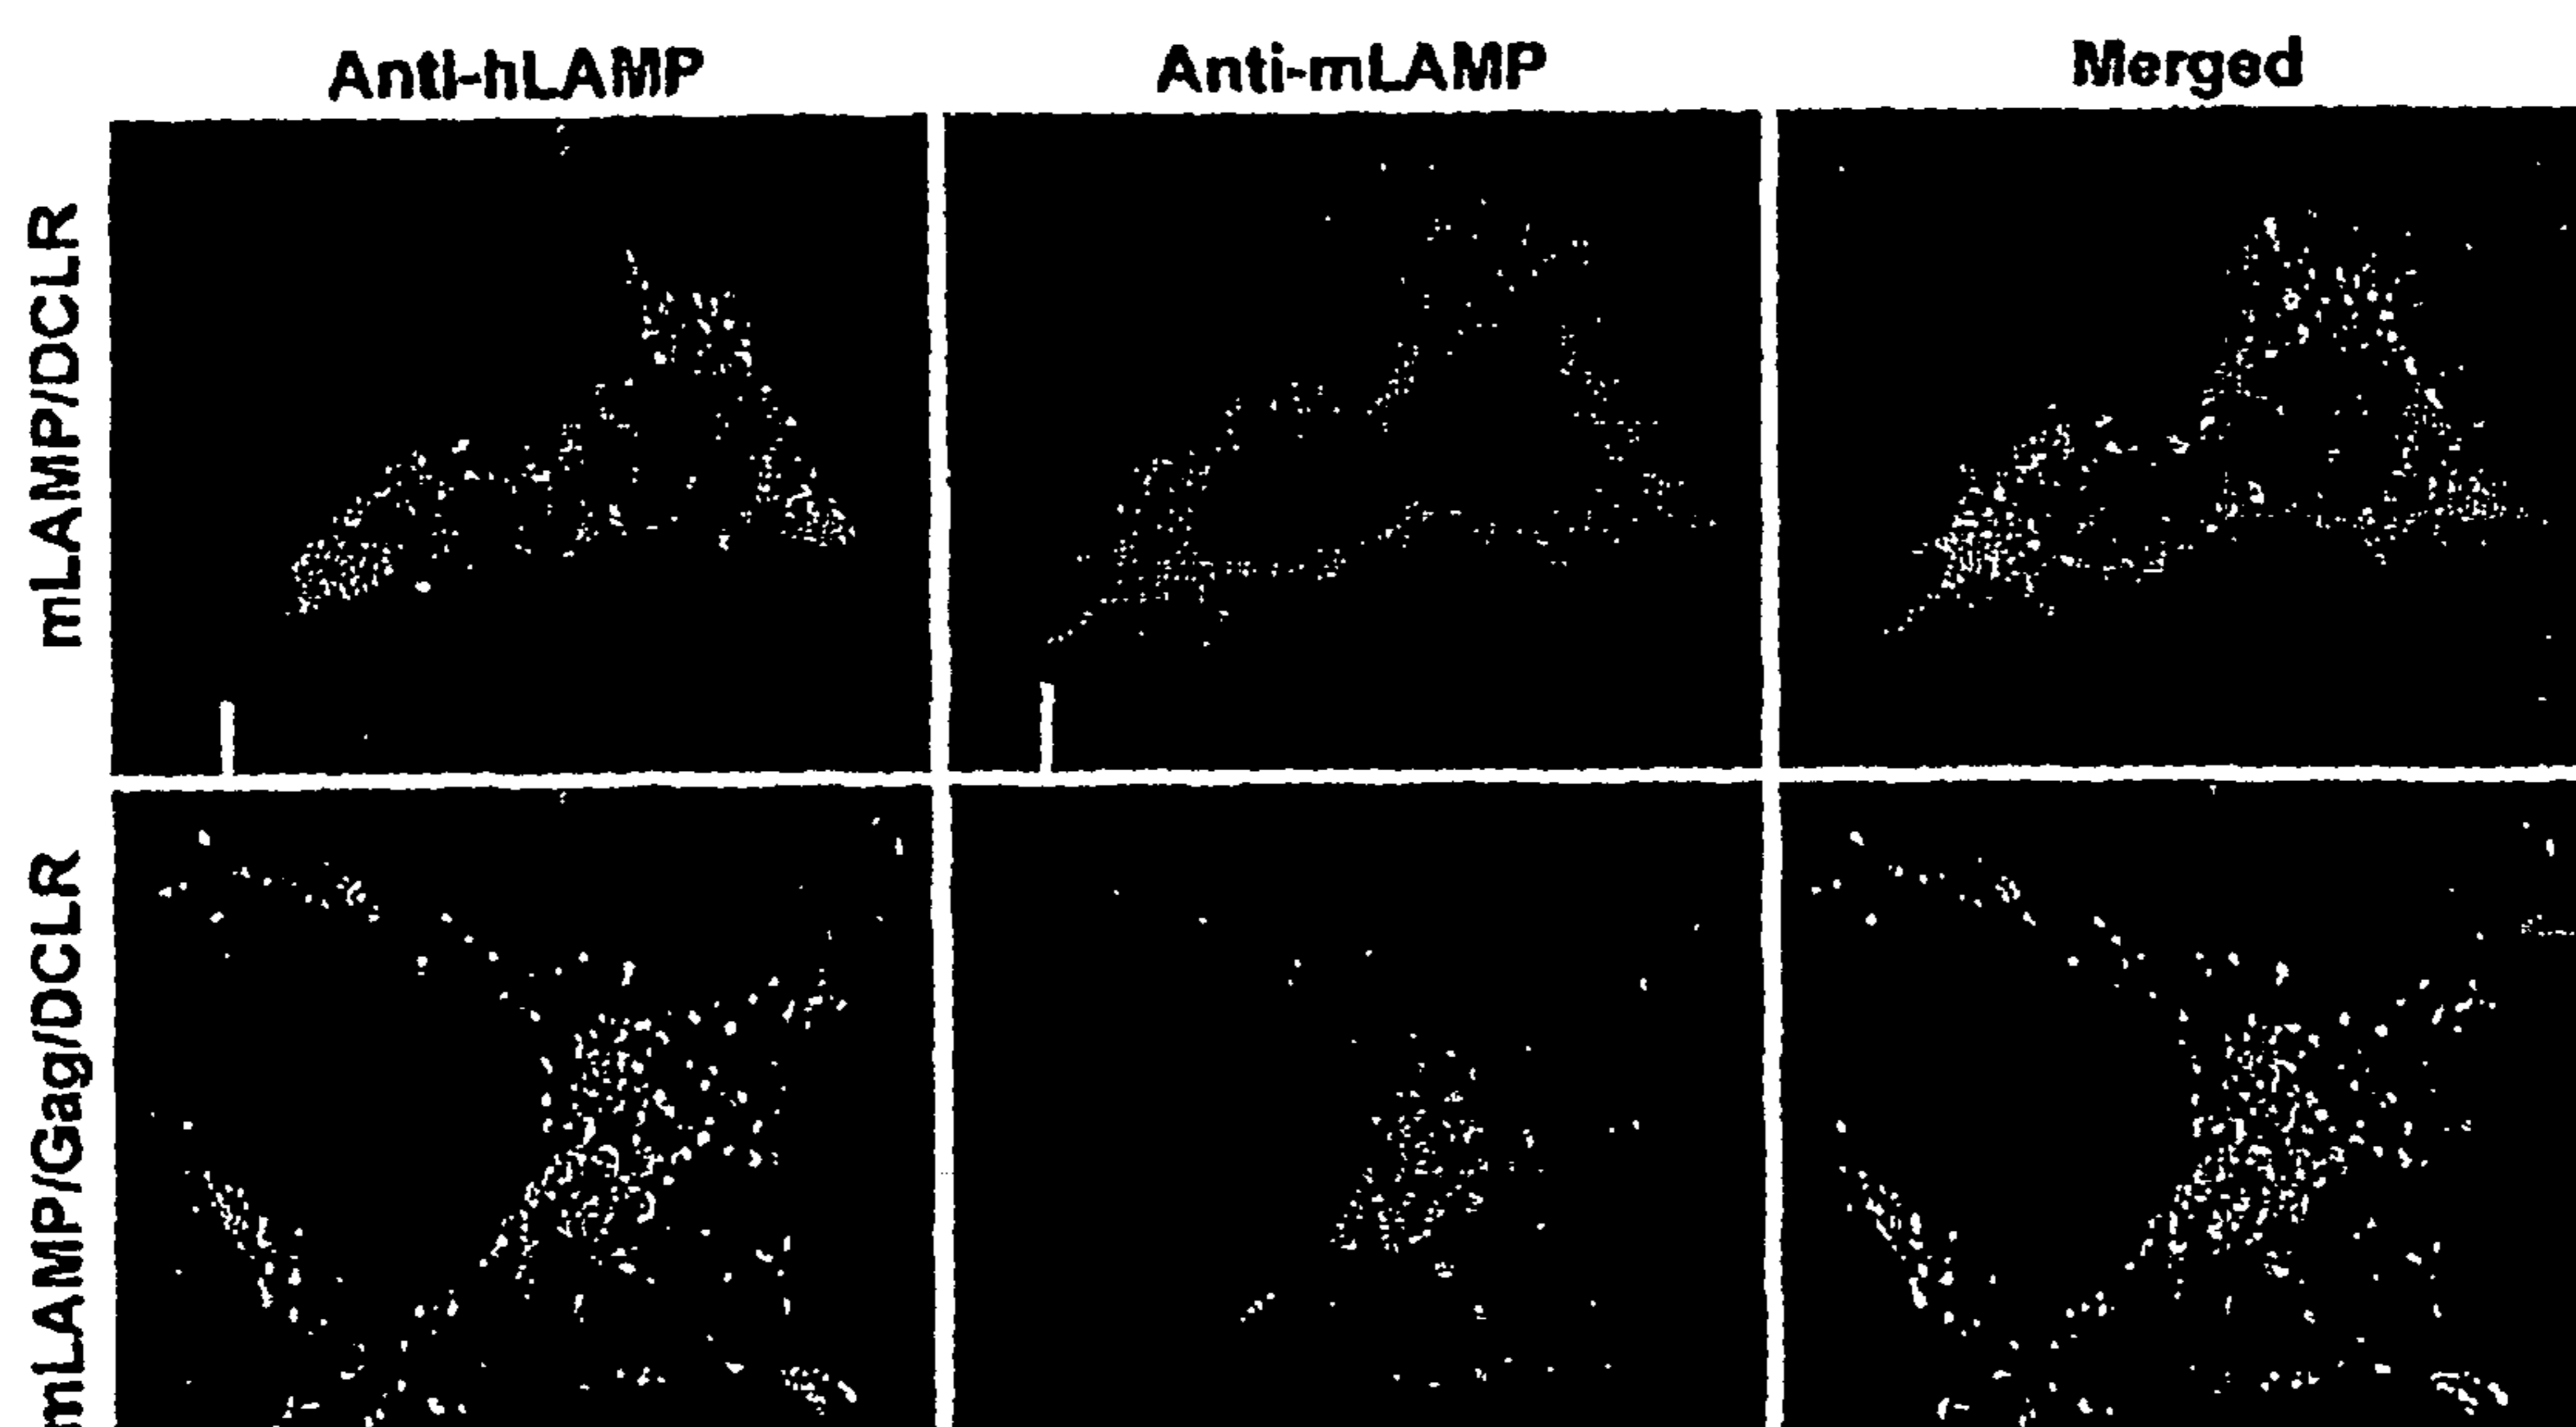 Anti-hLAMP
Anti-mLAMP
Merged
mLAMP/DCLR
mLAMP/Gag/DCLR